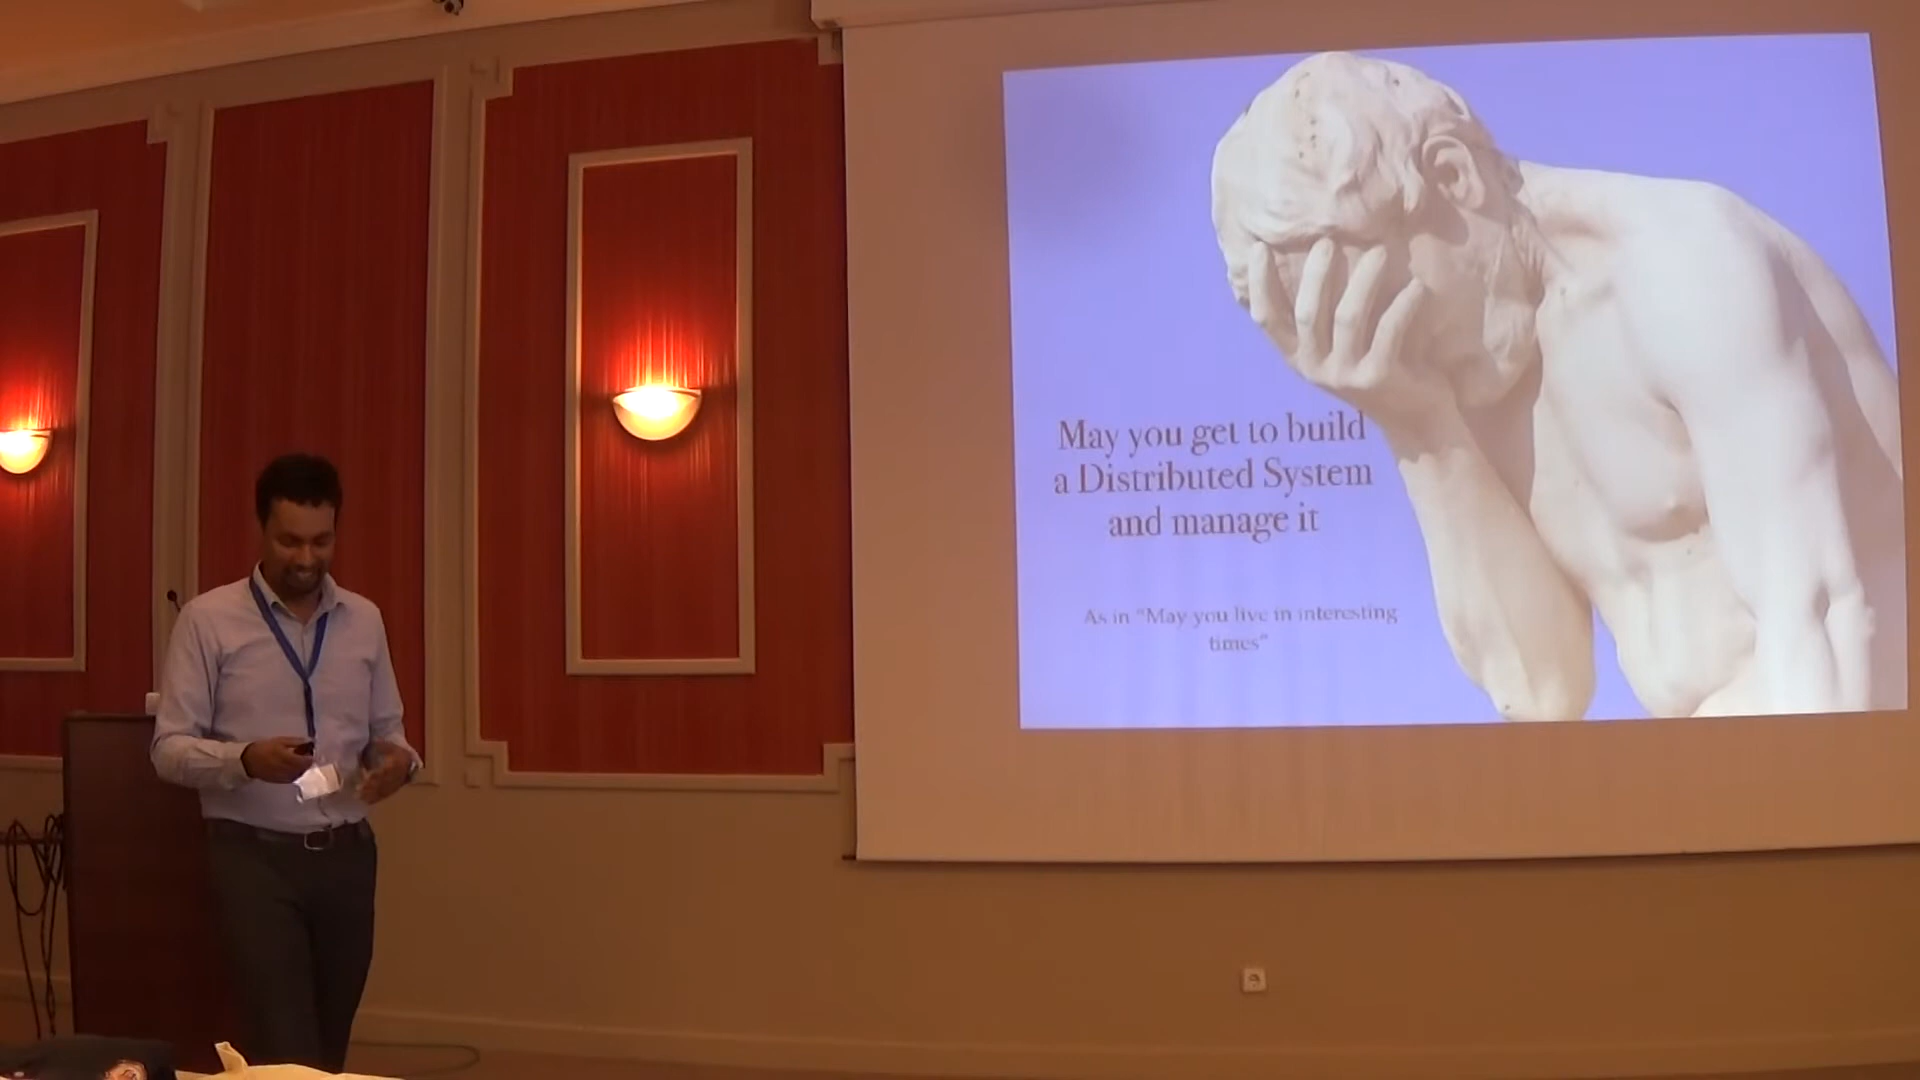 May you get to build
a Distributed System
and manage it
As in “May you live in interesting
times”